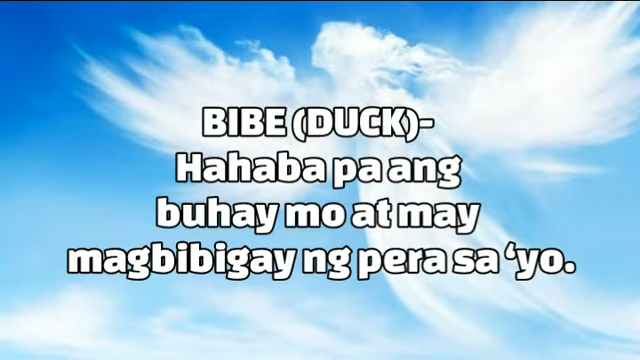 BIBE (DUCK)-
Hahaba pa ang
buhay mo at may
magbibigay ng pera sa ‘yo.